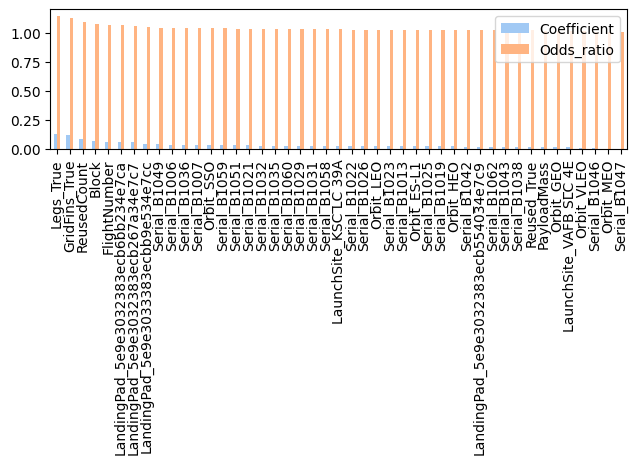 1.00
0.75
0.50
0.25
0.00
Coefficient
Odds_ratio
Legs_True
GridFins_True
ReusedCount
Block
FlightNumber
LandingPad_5e9e3032383ecb6bb234e7ca
LandingPad_5e9e3032383ecb267a34e7c7
LandingPad_5e9e3033383ecbb9e534e7cc
Serial_B1049
Serial_B1006
Serial_B1036
Serial_B1007
Orbit_SSO
Serial_B1059
Serial_B1051
Serial_B1021
Serial_B1032
Serial_B1035
Serial_B1060
Serial_B1029
Serial_B1031
Serial_B1058
LaunchSite_KSC LC 39A
Serial_B1022
Serial_B1026
Orbit_LEO
Serial_B1023
Serial_B1013
Orbit_ES-L1
Serial_B1025
Serial_B1019
Orbit_HEO
Serial_B1042
LandingPad_5e9e3032383ecb554034e7c9
Serial_B1062
Serial_B1038
Reused_True
PayloadMass
Orbit_GEO
LaunchSite_VAFB SLC 4E
Orbit_VLEO
Serial_B1046
Orbit_MEO
Serial_B1047